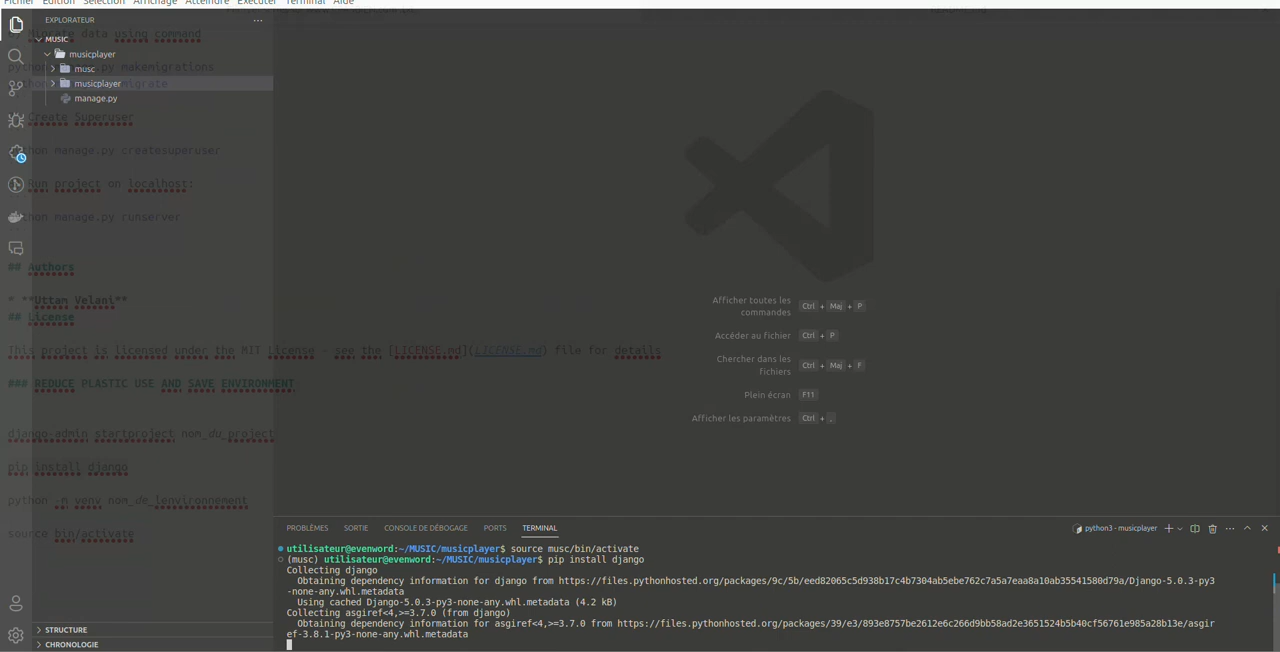 Fichier Edition Sélection Affichage Atteindre Exécuter Terminal Aide
EXPLORATEUR
MUSIC
musicplayer
musc
musicplayer
manage.py
STRUCTURE
CHRONOLOGIE
Migrate data using command
makemigrations
migrate
Create Superuser
manage.py createsuperuser
Run project on localhost:
manage.py runserver
## Authors
* **Uttam Velani**
## License
This project is licensed under the MIT License - see the [LICENSE.md](LICENSE.md) file for details
### REDUCE PLASTIC USE AND SAVE ENVIRONMENT
django-admin startproject nom_du_project
pip install django
python -m venv nom_de_lenvironnement
source bin/activate
Afficher toutes les
commandes Ctrl + Maj + P
Accéder au fichier Ctrl + P
Chercher dans les
fichiers Ctrl + Maj + F
Plein écran F11
Afficher les paramètres Ctrl + ,
PROBLÈMES SORTIE CONSOLE DE DÉBOGAGE PORTS TERMINAL
python3 - musicplayer
utilisateur@evenword:~/MUSIC/musicplayer$ source musc/bin/activate
(musc) utilisateur@evenword:~/MUSIC/musicplayer$ pip install django
Collecting django
Obtaining dependency information for django from https://files.pythonhosted.org/packages/9c/5b/eed82065c5d938b17c4b7304ab5ebe762c7a5a7eaa8a10ab35541580d79a/Django-5.0.3-py3
-none-any.whl.metadata
Using cached Django-5.0.3-py3-none-any.whl.metadata (4.2 kB)
Collecting asgiref<4,>=3.7.0 (from django)
Obtaining dependency information for asgiref<4,>=3.7.0 from https://files.pythonhosted.org/packages/39/e3/893e8757be2612e6c266d9bb58ad2e3651524b5b40cf56761e985a28b13e/asgir
ef-3.8.1-py3-none-any.whl.metadata